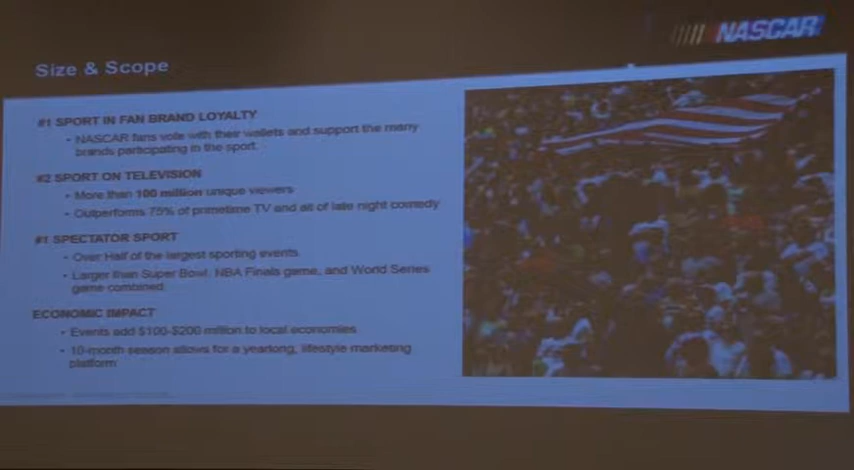 NASCAR
Size & Scope
#1 SPORT IN FAN BRAND LOYALTY
• NASCAR fans vote with their wallets and support the many
brands participating in the sport.
#2 SPORT ON TELEVISION
• More than 100 million unique viewers
• Outperforms 75% of primetime TV and all of late night comedy
#1 SPECTATOR SPORT
• Over Half of the largest sporting events
• Larger than Super Bowl, NBA Finals game, and World Series
game combined.
ECONOMIC IMPACT
• Events add $100-$200 million to local economies
• 10-month season allows for a yearlong, lifestyle marketing
platform